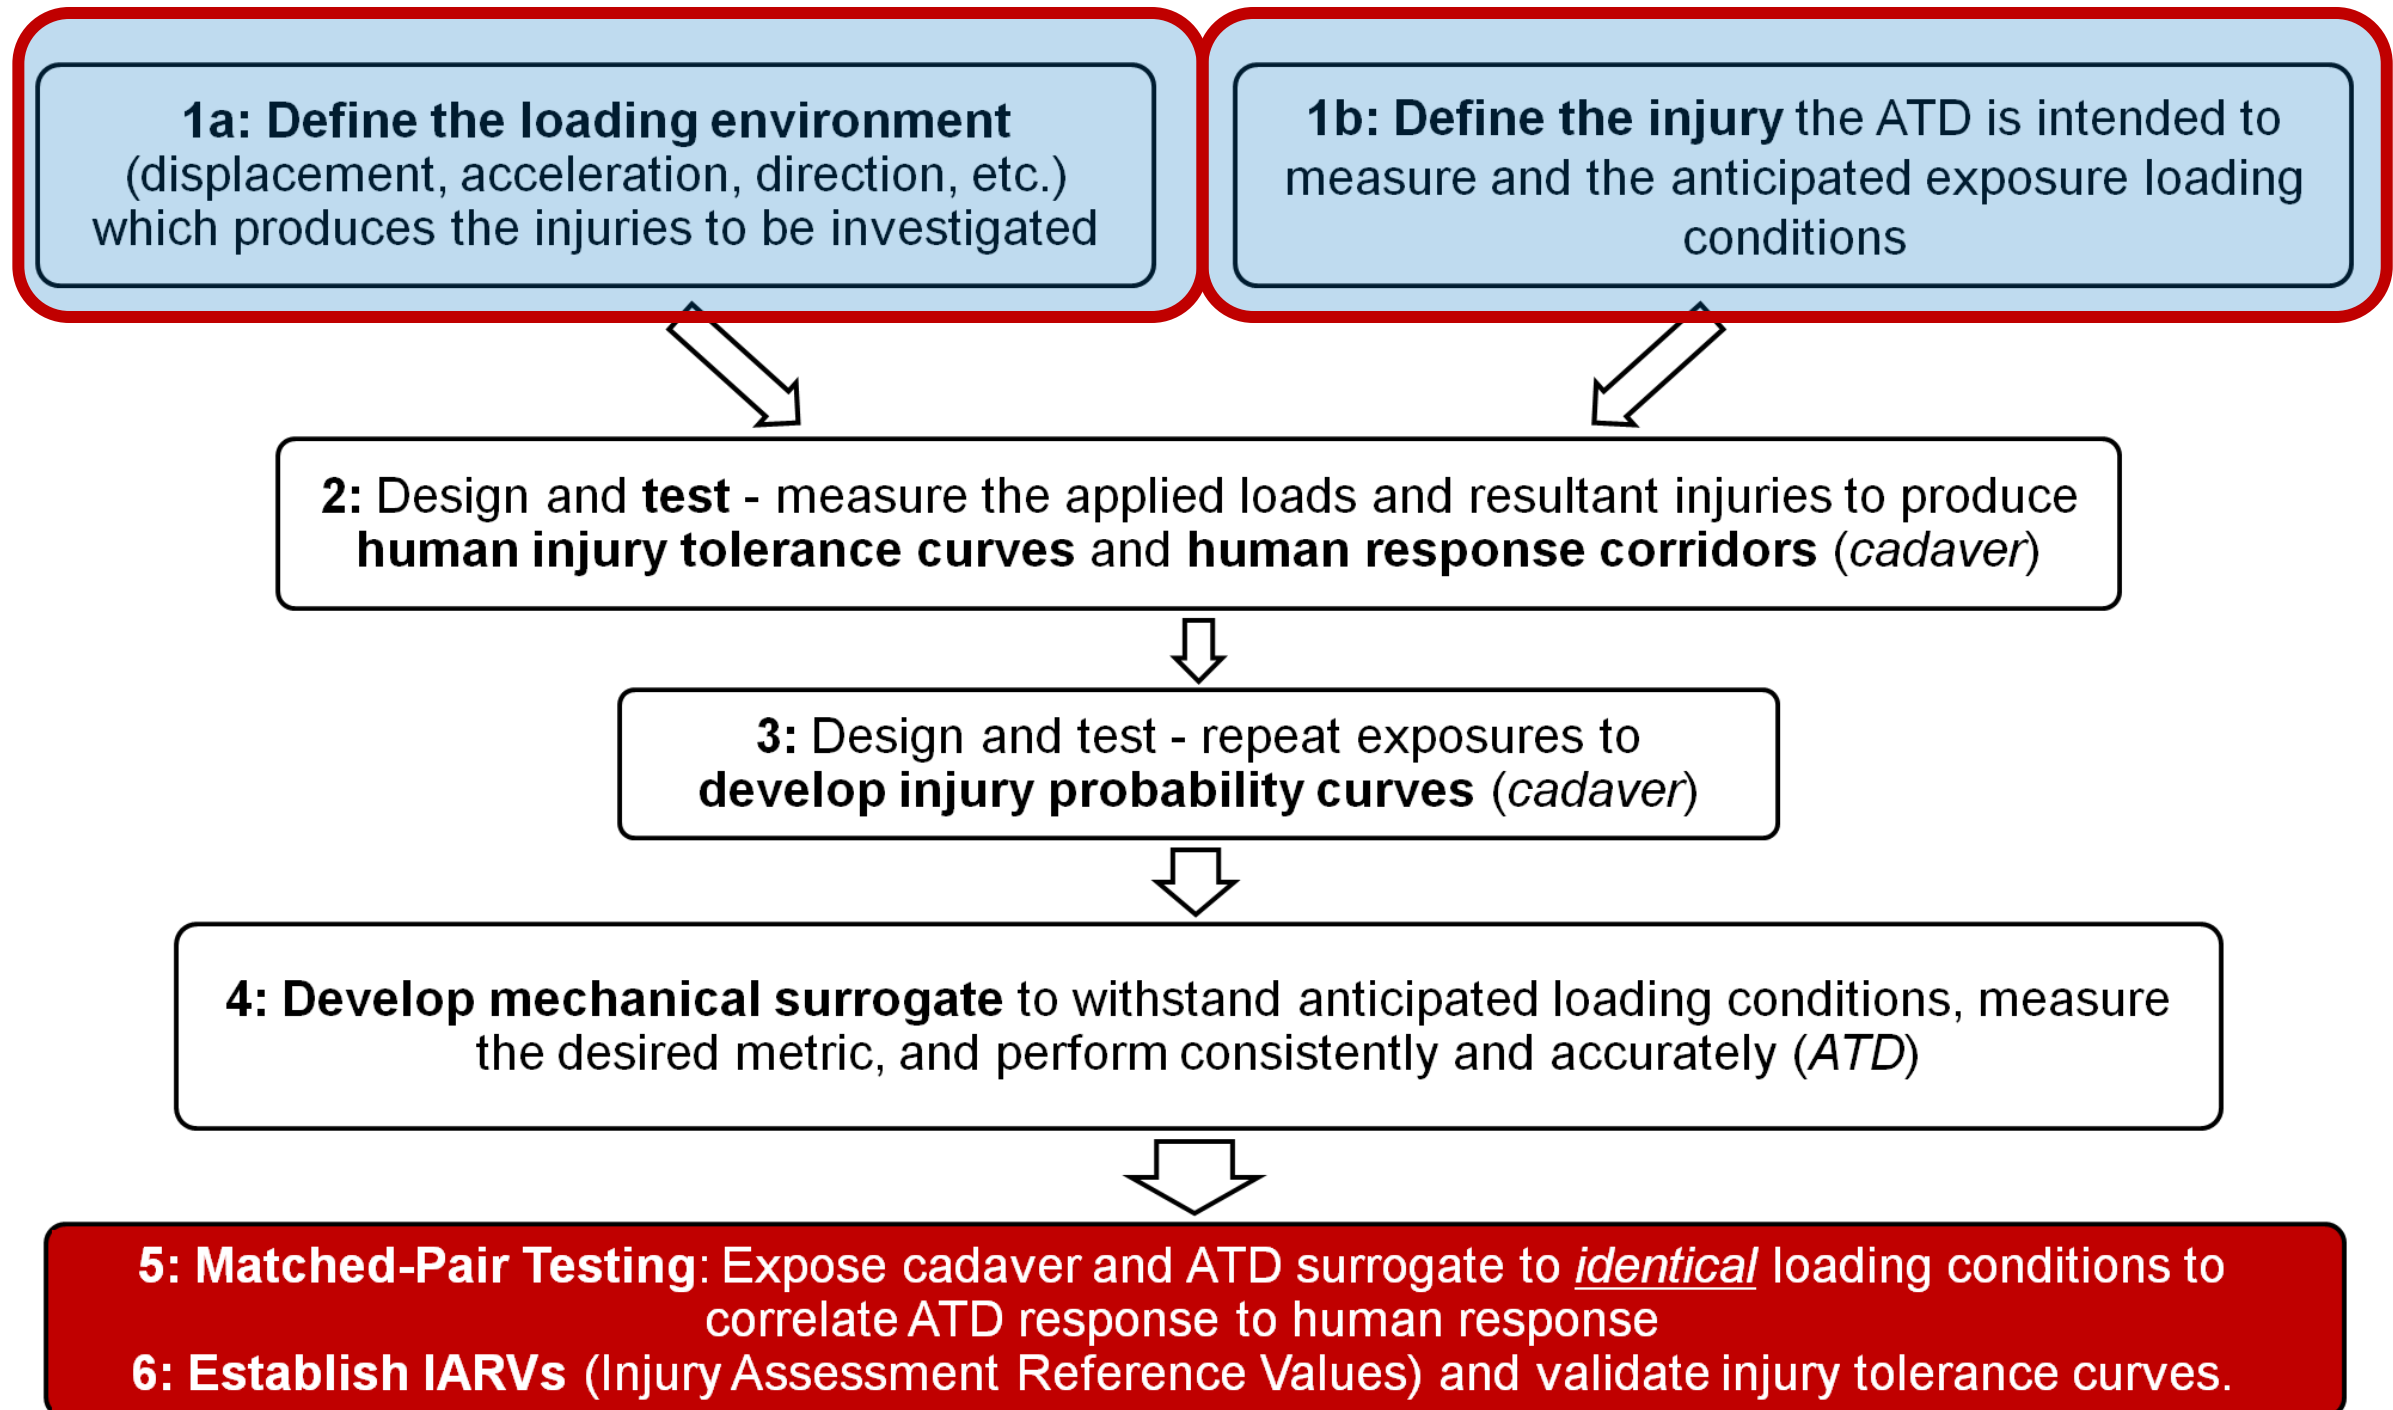 1a: Define the loading environment
(displacement, acceleration, direction, etc.)
which produces the injuries to be investigated
1b: Define the injury the ATD is intended to
measure and the anticipated exposure loading
conditions
2: Design and test - measure the applied loads and resultant injuries to produce
human injury tolerance curves and human response corridors (cadaver)
3: Design and test - repeat exposures to
develop injury probability curves (cadaver)
4: Develop mechanical surrogate to withstand anticipated loading conditions, measure
the desired metric, and perform consistently and accurately (ATD)
5: Matched-Pair Testing: Expose cadaver and ATD surrogate to identical loading conditions to
correlate ATD response to human response
6: Establish IARVs (Injury Assessment Reference Values) and validate injury tolerance curves.